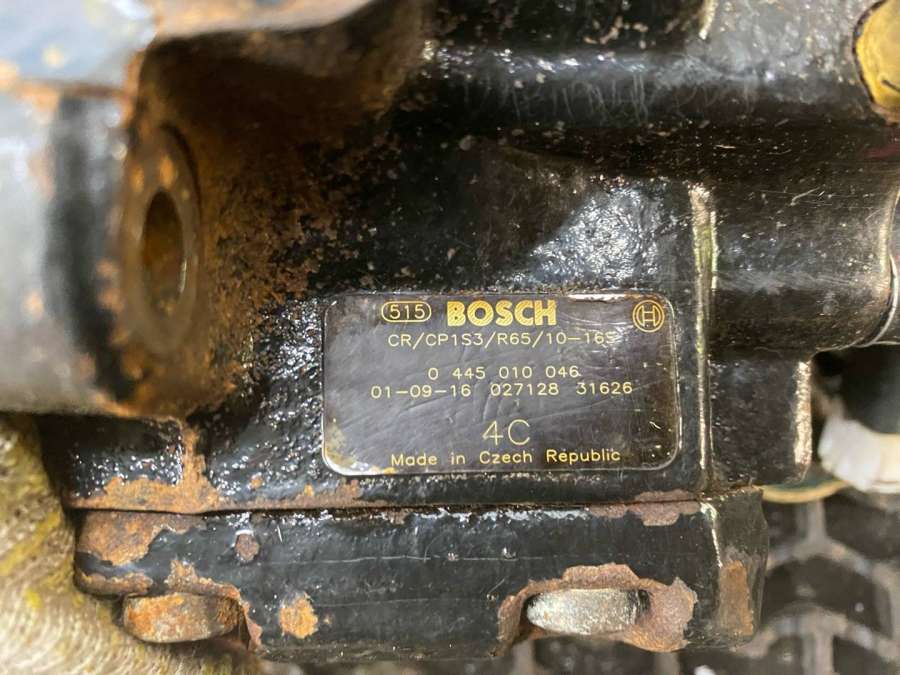 515 BOSCH
CR/CP1S3/R65/10-16S
0 445 010 046
01-09-16 027128 31626
4C
Made in Czech Republic